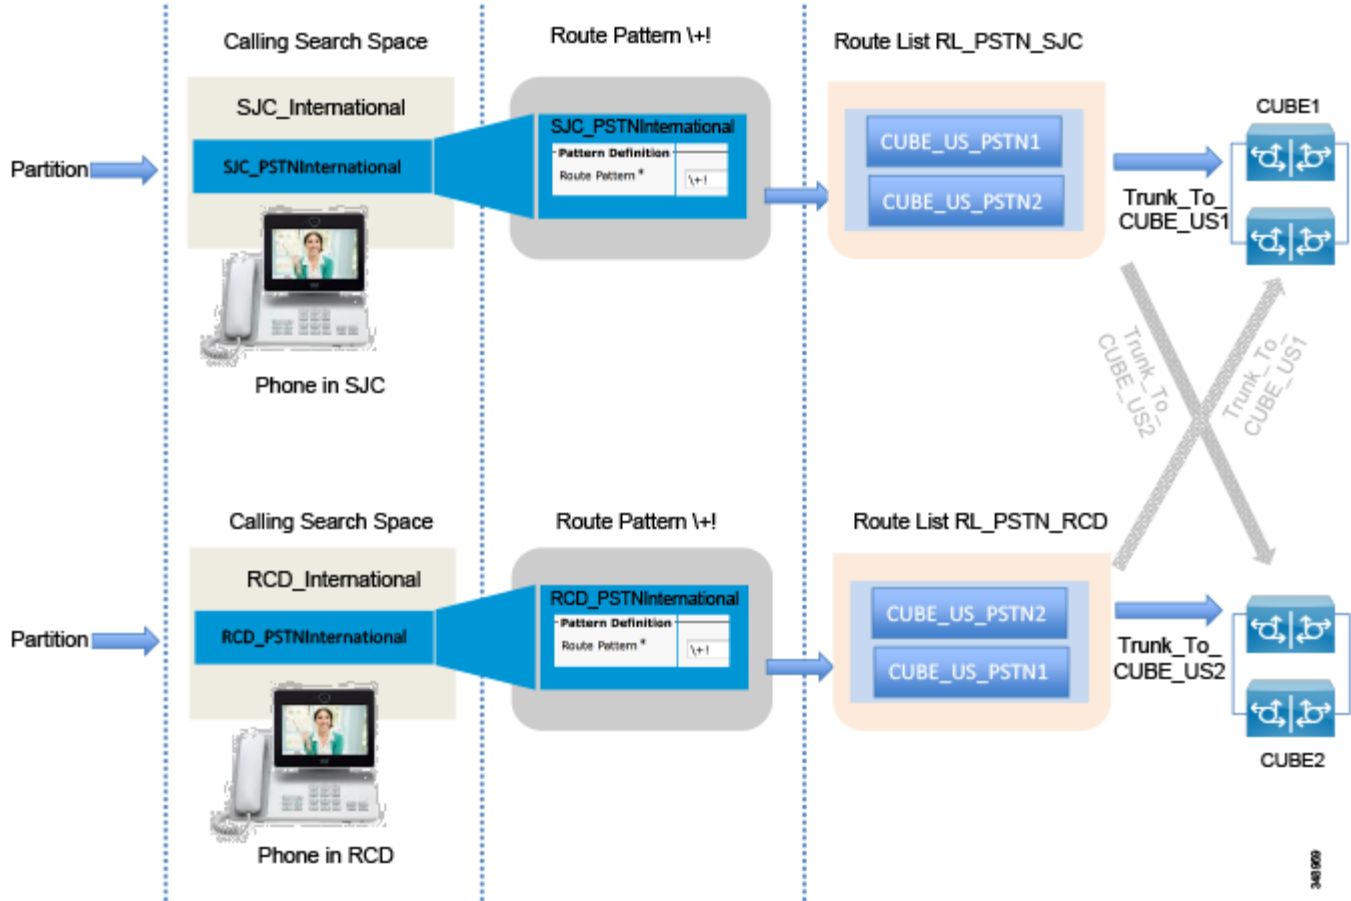 Calling Search Space
Route Pattern \+!
Route List RL_PSTN_SJC
SJC_International
Partition
SJC_PSTNInternational
SJC_PSTNInternational
Pattern Definition
Route Pattern *
\+!
CUBE_US_PSTN1
CUBE_US_PSTN2
CUBE1
Trunk_To_
CUBE_US1
Phone in SJC
Trunk_To_
CUBE_US2
Trunk_To_
CUBE_US1
Calling Search Space
Route Pattern \+!
Route List RL_PSTN_RCD
RCD_International
Partition
RCD_PSTNInternational
RCD_PSTNInternational
Pattern Definition
Route Pattern *
\+!
CUBE_US_PSTN2
CUBE_US_PSTN1
Trunk_To_
CUBE_US2
CUBE2
Phone in RCD
348969